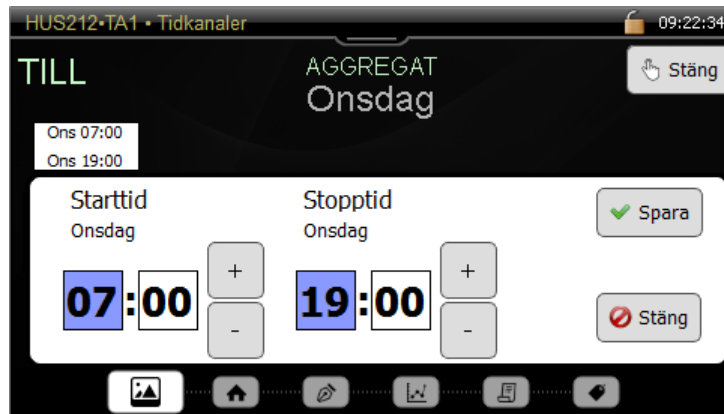 HUS212•TA1 • Tidkanaler 09:22:34
TILL AGGREGAT Stäng
Onsdag
Ons 07:00
Ons 19:00
Starttid Stopptid Spara
Onsdag Onsdag
07:00 + 19:00 +
- - Stäng